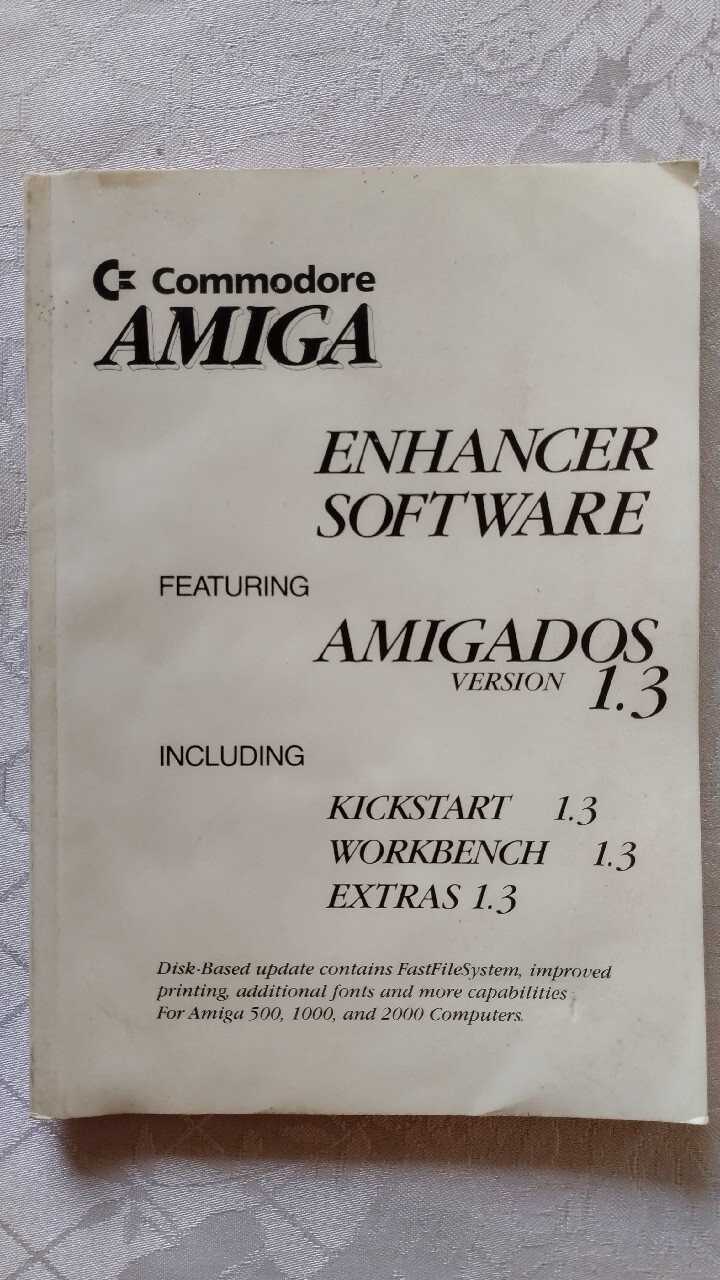 Commodore
AMIGA
ENHANCER
SOFTWARE
FEATURING
AMIGADOS
VERSION 1.3
INCLUDING
KICKSTART 1.3
WORKBENCH 1.3
EXTRAS 1.3
Disk-Based update contains FastFileSystem, improved
printing, additional fonts and more capabilities
For Amiga 500, 1000, and 2000 Computers.